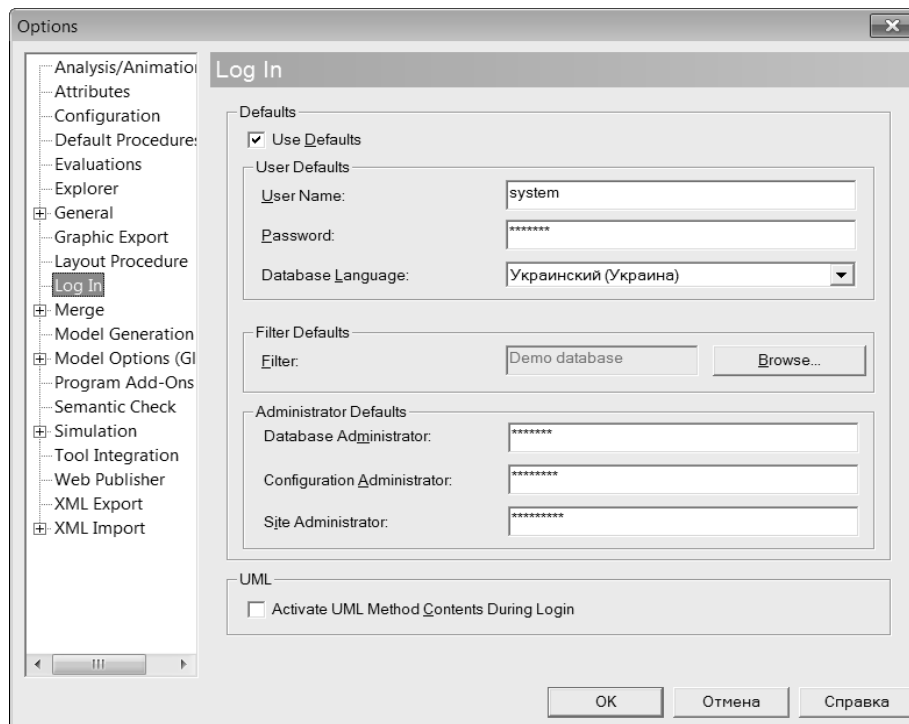 Options
Analysis/Animation
Attributes
Configuration
Default Procedures
Evaluations
Explorer
General
Graphic Export
Layout Procedure
Log In
Merge
Model Generation
Model Options (Gl
Program Add-Ons
Semantic Check
Simulation
Tool Integration
Web Publisher
XML Export
XML Import
Log In
Defaults
Use Defaults
User Defaults
User Name: system
Password: *******
Database Language: Украинский (Украина)
Filter Defaults
Filter: Demo database Browse...
Administrator Defaults
Database Administrator: *******
Configuration Administrator: ********
Site Administrator: *********
UML
Activate UML Method Contents During Login
OK Отмена Справка